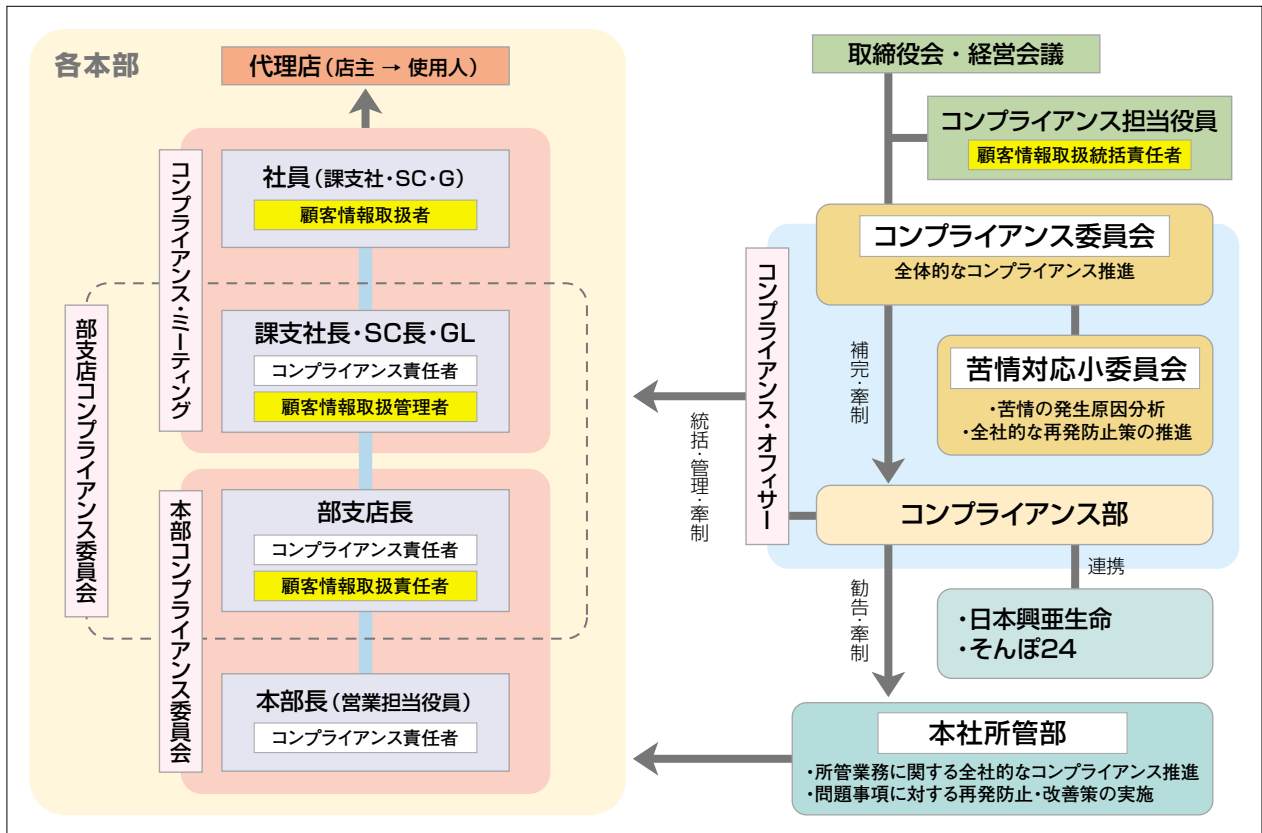 各本部
代理店（店主 → 使用人）
コンプライアンス・ミーティング
社員（課支社・SC・G）
顧客情報取扱者
部支店コンプライアンス委員会
課支社長・SC長・GL
コンプライアンス責任者
顧客情報取扱管理者
本部コンプライアンス委員会
部支店長
コンプライアンス責任者
顧客情報取扱責任者
本部長（営業担当役員）
コンプライアンス責任者
取締役会・経営会議
コンプライアンス担当役員
顧客情報取扱統括責任者
コンプライアンス委員会
全体的なコンプライアンス推進
コンプライアンス・オフィサー
補完・牽制
苦情対応小委員会
・苦情の発生原因分析
・全社的な再発防止策の推進
統括・管理・牽制
コンプライアンス部
連携
勧告・牽制
・日本興亜生命
・そんぽ24
本社所管部
・所管業務に関する全社的なコンプライアンス推進
・問題事項に対する再発防止・改善策の実施